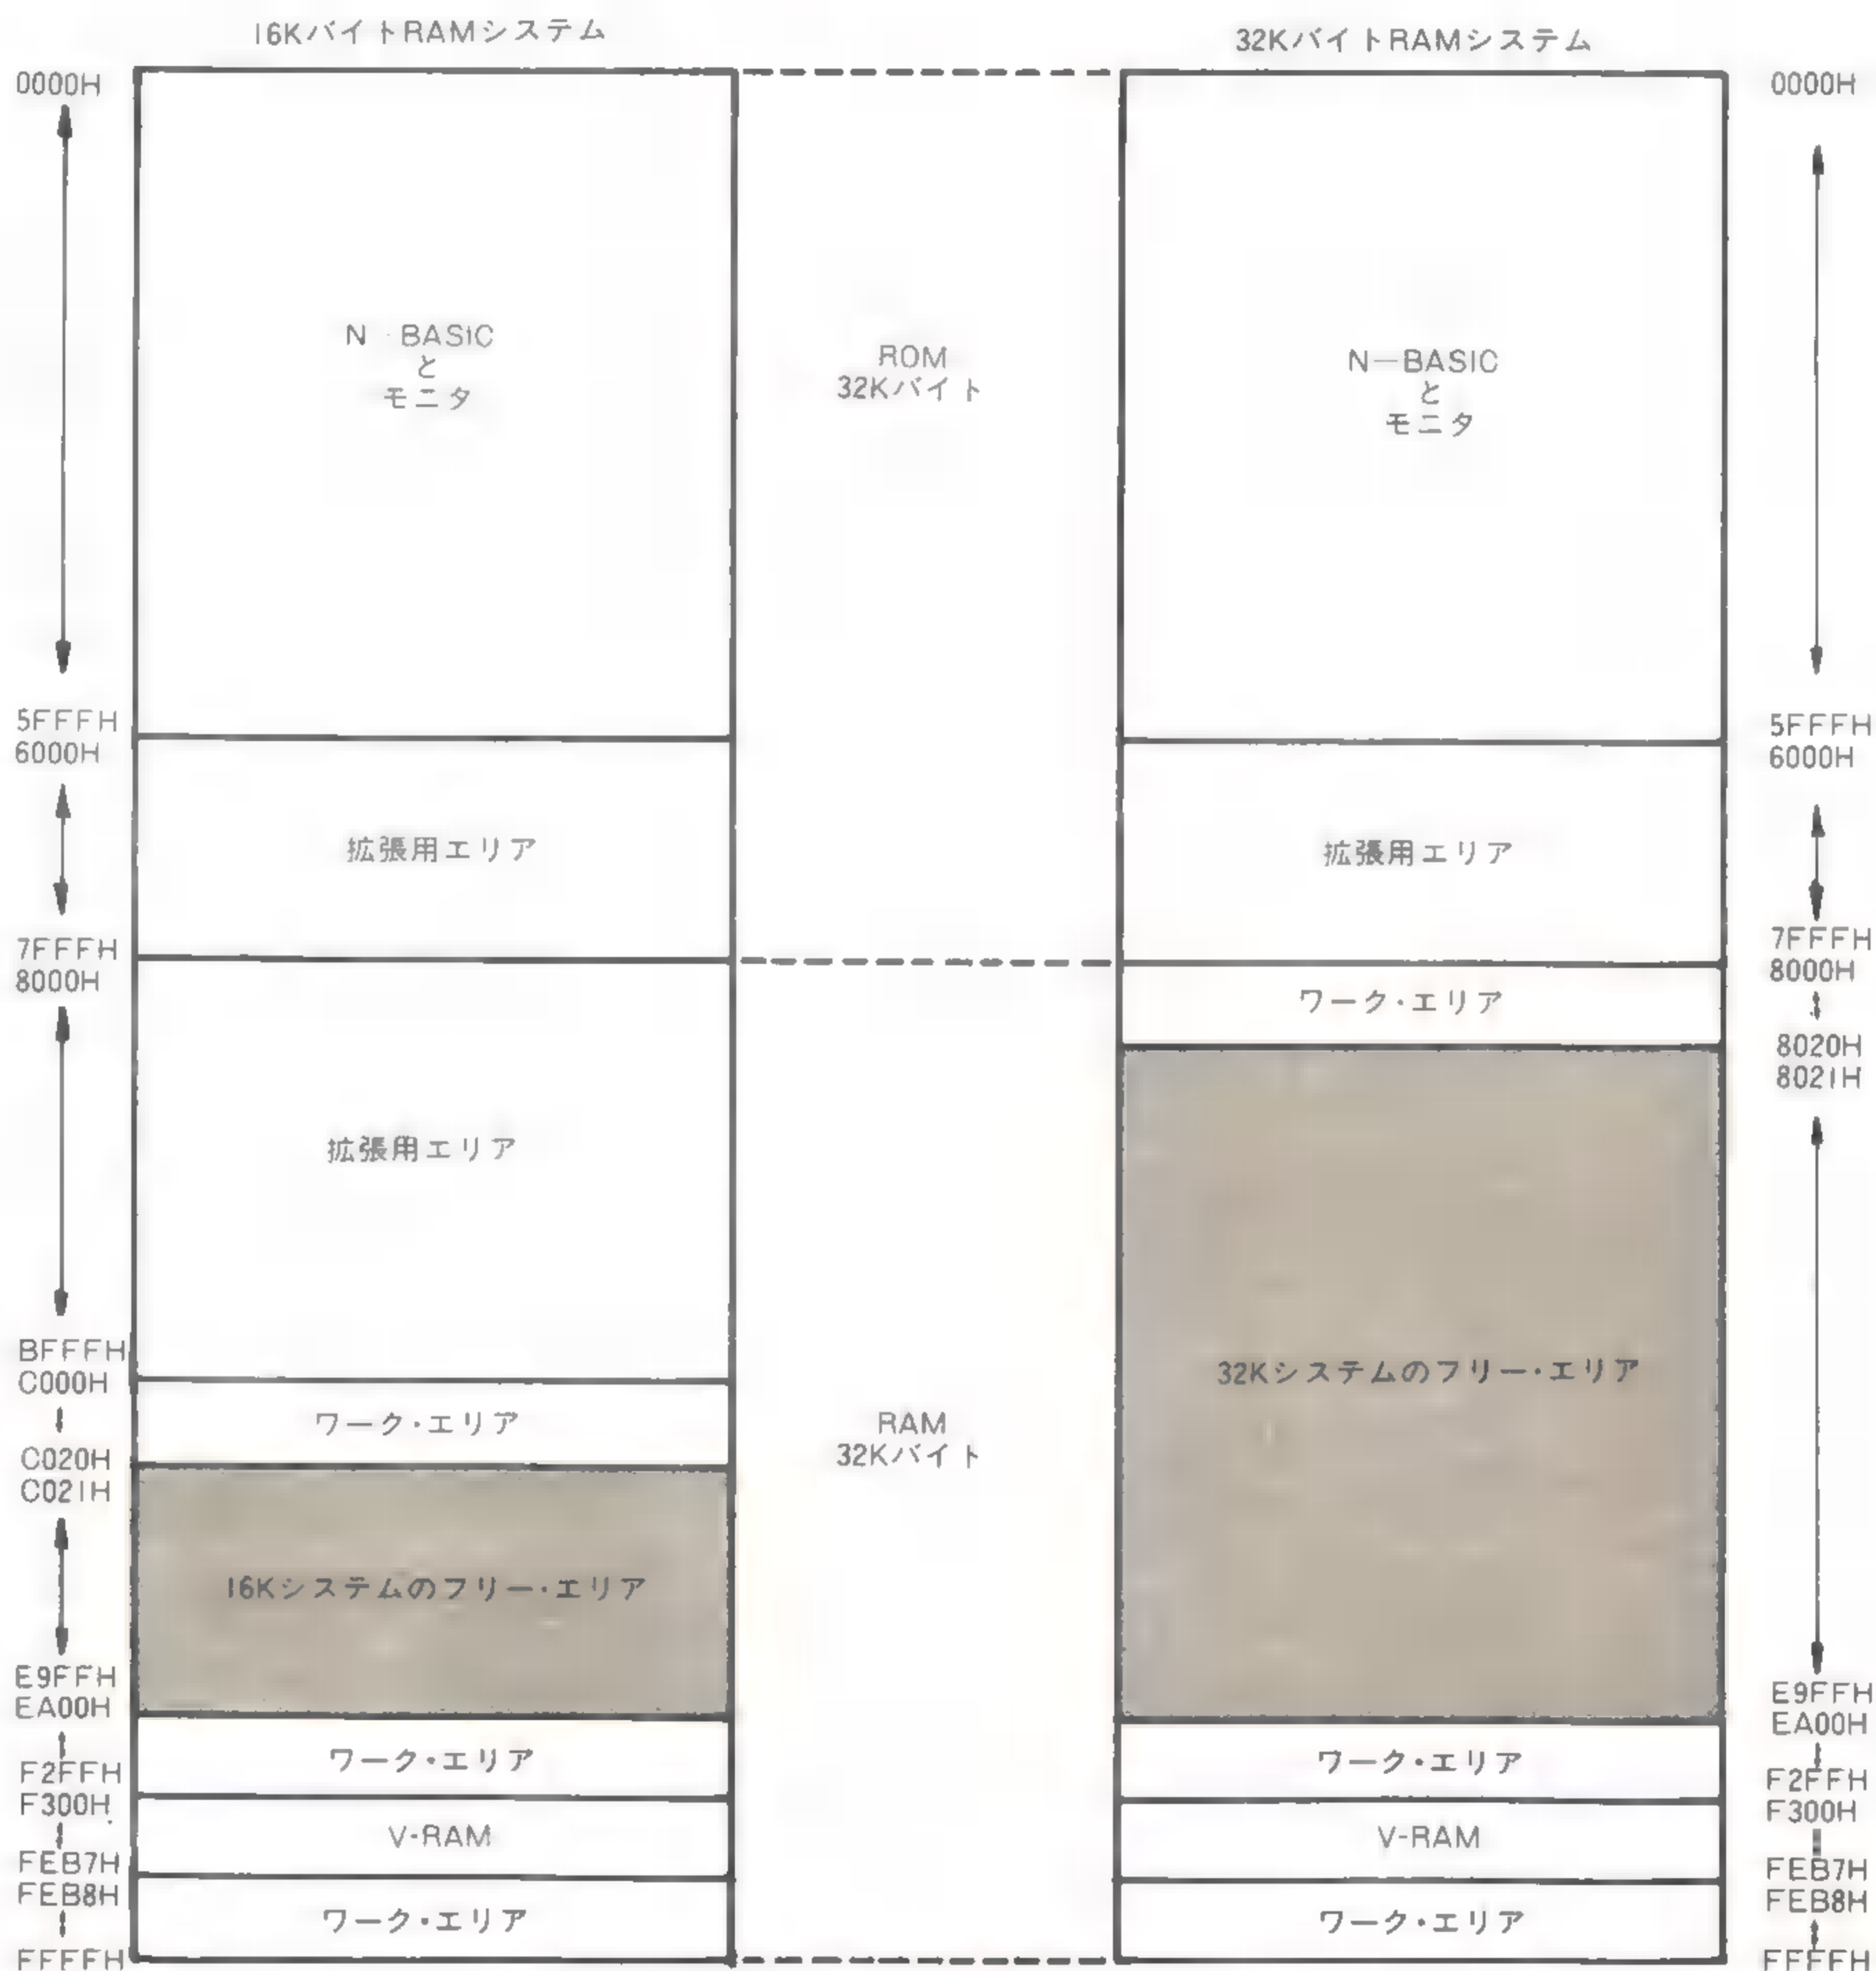 16KバイトRAMシステム
0000H
N-BASIC
と
モニタ
5FFFH
6000H
拡張用エリア
7FFFH
8000H
拡張用エリア
BFFFH
C000H
ワーク・エリア
C020H
C021H
16Kシステムのフリー・エリア
E9FFH
EA00H
ワーク・エリア
F2FFH
F300H
V-RAM
FEB7H
FEB8H
ワーク・エリア
FFFFH
ROM
32Kバイト
RAM
32Kバイト
32KバイトRAMシステム
0000H
N-BASIC
と
モニタ
5FFFH
6000H
拡張用エリア
7FFFH
8000H
ワーク・エリア
8020H
8021H
32Kシステムのフリー・エリア
E9FFH
EA00H
ワーク・エリア
F2FFH
F300H
V-RAM
FEB7H
FEB8H
ワーク・エリア
FFFFH